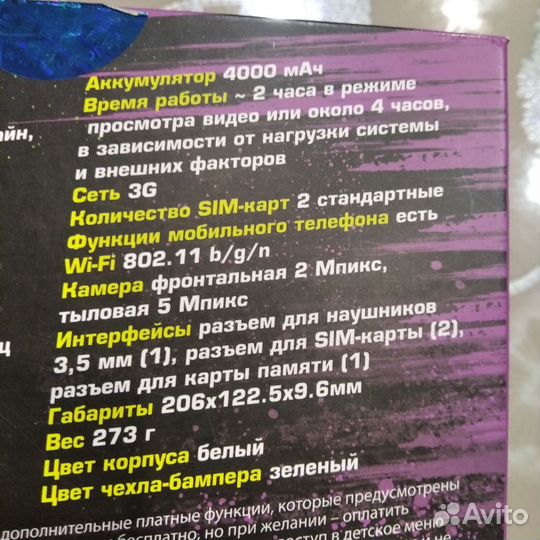 Аккумулятор 4000 мАч
Время работы ~ 2 часа в режиме
айн, просмотра видео или около 4 часов,
в зависимости от нагрузки системы
и внешних факторов
Сеть 3G
Количество SIM-карт 2 стандартные
Функции мобильного телефона есть
Wi-Fi 802.11 b/g/n
Камера фронтальная 2 Мпикс,
тыловая 5 Мпикс
Интерфейсы разъем для наушников
ц 3,5 мм (1), разъем для SIM-карты (2),
разъем для карты памяти (1)
Габариты 206x122.5x9.6мм
Вес 273 г
Цвет корпуса белый
Цвет чехла-бампера зеленый
дополнительные платные функции, которые предусмотрены
бесплатно, но при желании – оплатить
доступ в детское меню
и не
Avito